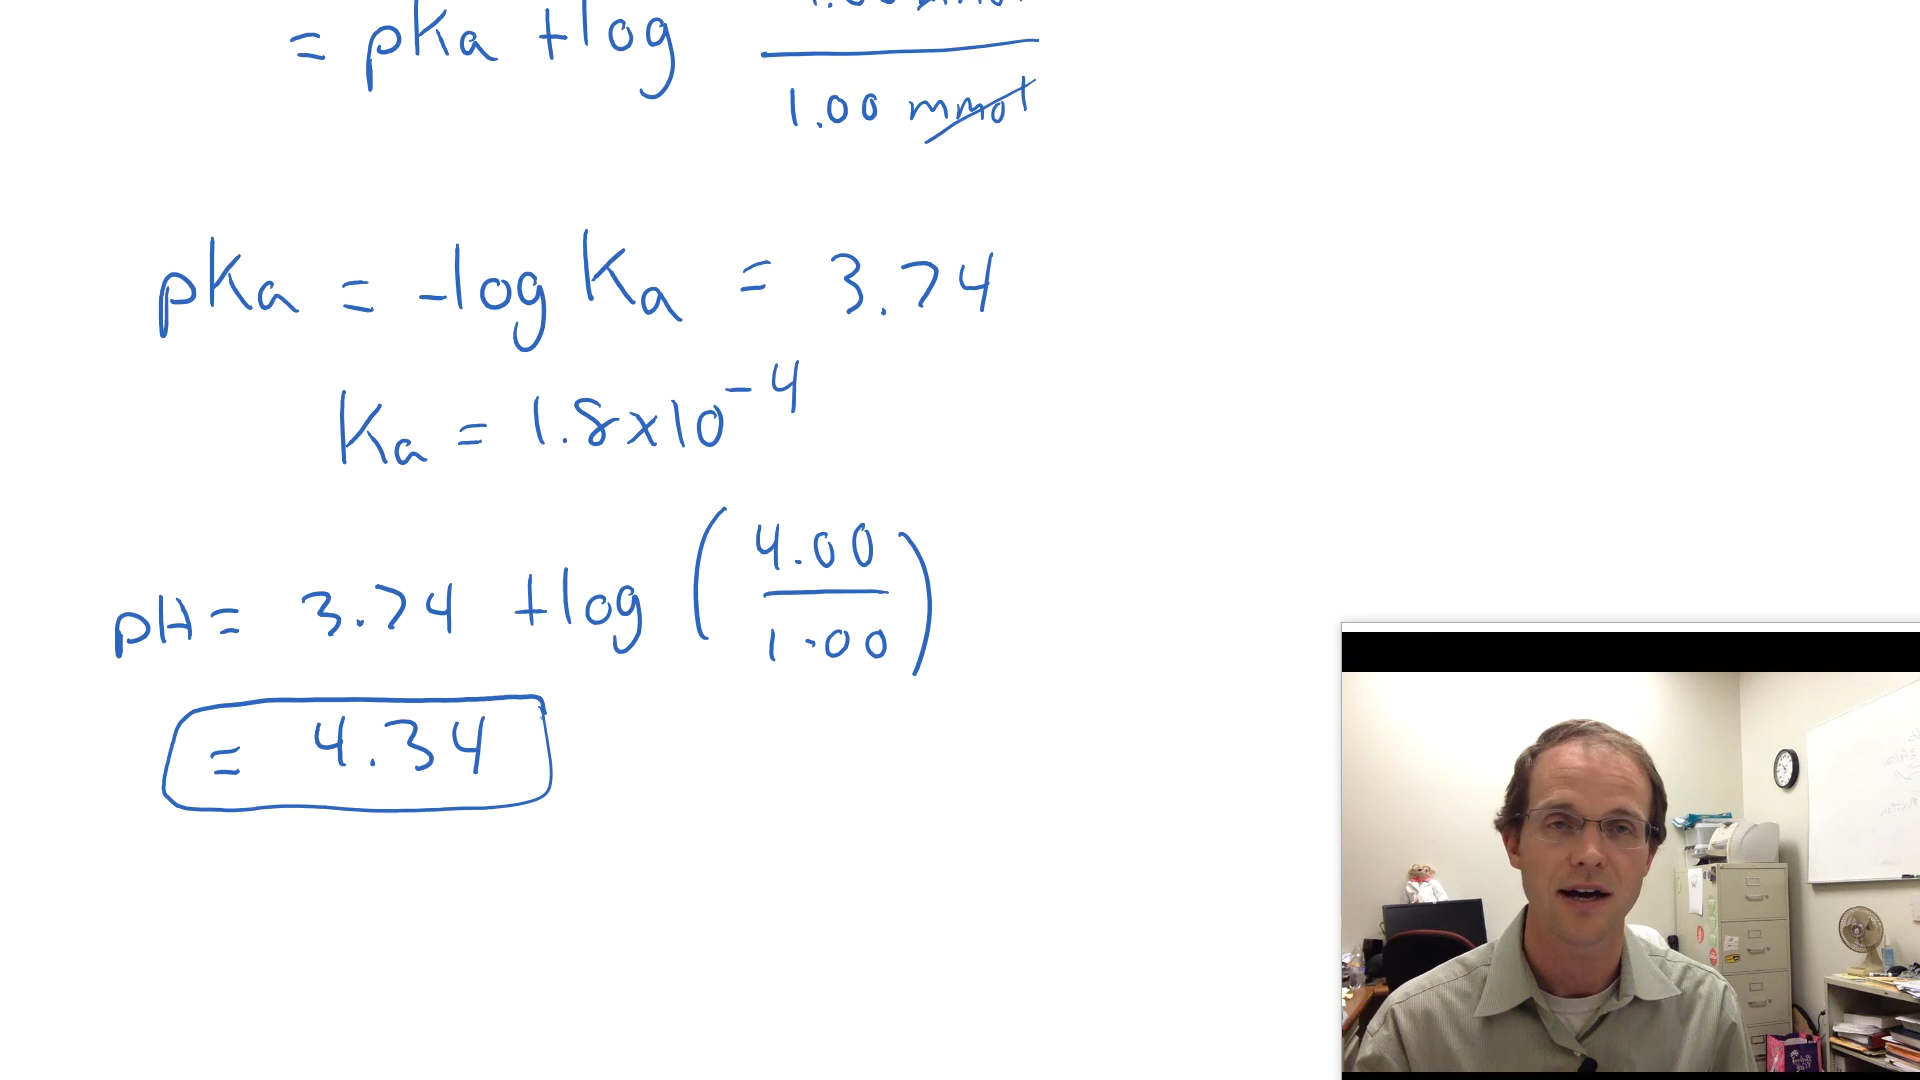 = pKa + log
1.00 mmol
pKa = -log Ka = 3.74
Ka = 1.8x10⁻⁴
pH = 3.74 + log (4.00 / 1.00)
= 4.34